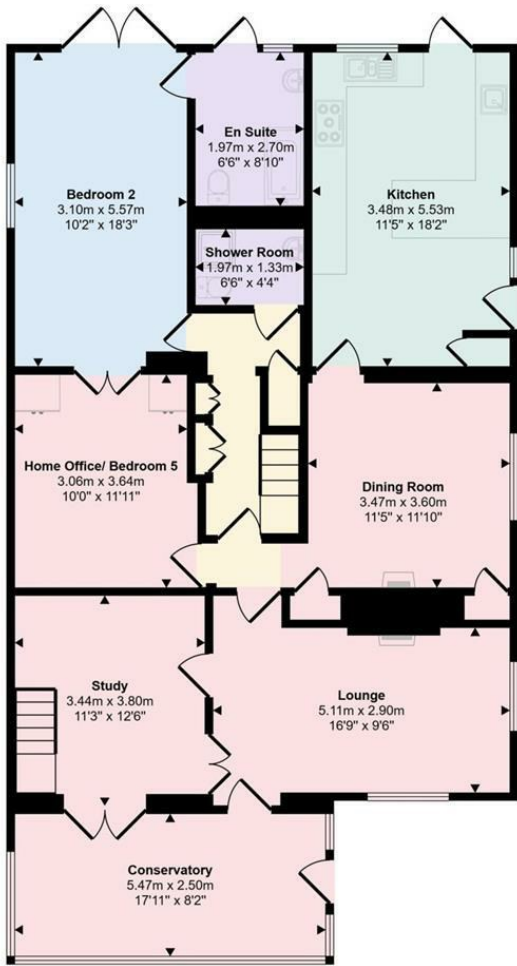 En Suite
1.97m x 2.70m
6'6" x 8'10"
Bedroom 2
3.10m x 5.57m
10'2" x 18'3"
Kitchen
3.48m x 5.53m
11'5" x 18'2"
Shower Room
1.97m x 1.33m
6'6" x 4'4"
Home Office/ Bedroom 5
3.06m x 3.64m
10'0" x 11'11"
Dining Room
3.47m x 3.60m
11'5" x 11'10"
Study
3.44m x 3.80m
11'3" x 12'6"
Lounge
5.11m x 2.90m
16'9" x 9'6"
Conservatory
5.47m x 2.50m
17'11" x 8'2"